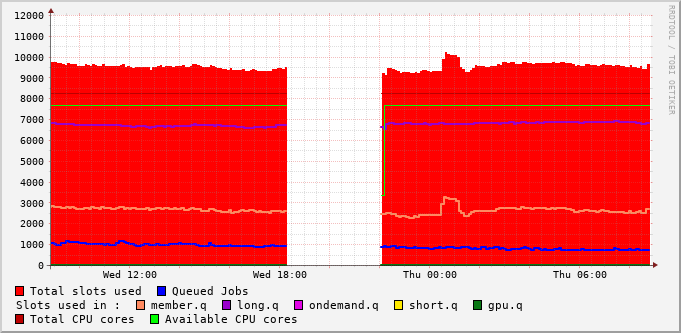 12000
11000
10000
9000
8000
7000
6000
5000
4000
3000
2000
1000
0
Wed 12:00 Wed 18:00 Thu 00:00 Thu 06:00
RRDTOOL / TOBI OETIKER
Total slots used Queued Jobs
Slots used in : member.q long.q ondemand.q short.q gpu.q
Total CPU cores Available CPU cores